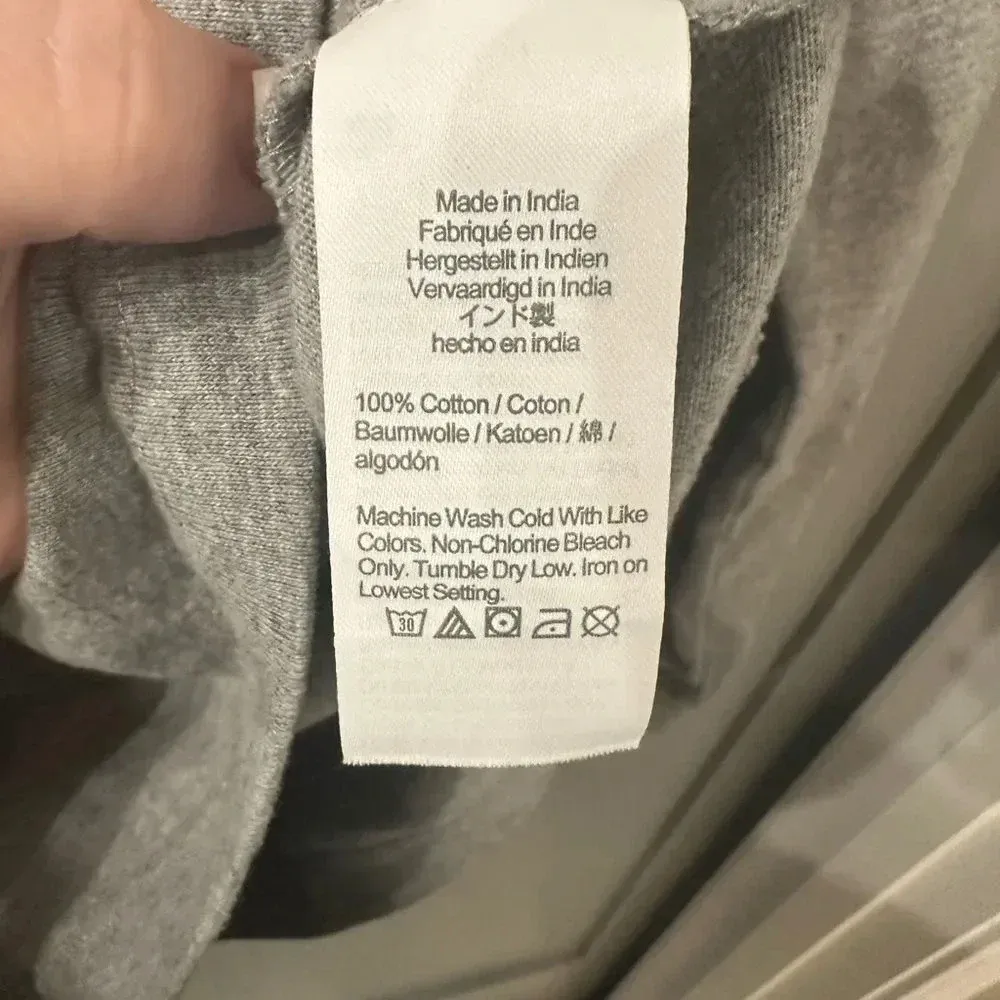 Made in India
Fabriqué en Inde
Hergestellt in Indien
Vervaardigd in India
インド製
hecho en india
100% Cotton / Coton /
Baumwolle / Katoen / 綿 /
algodón
Machine Wash Cold With Like
Colors. Non-Chlorine Bleach
Only. Tumble Dry Low. Iron on
Lowest Setting.
30